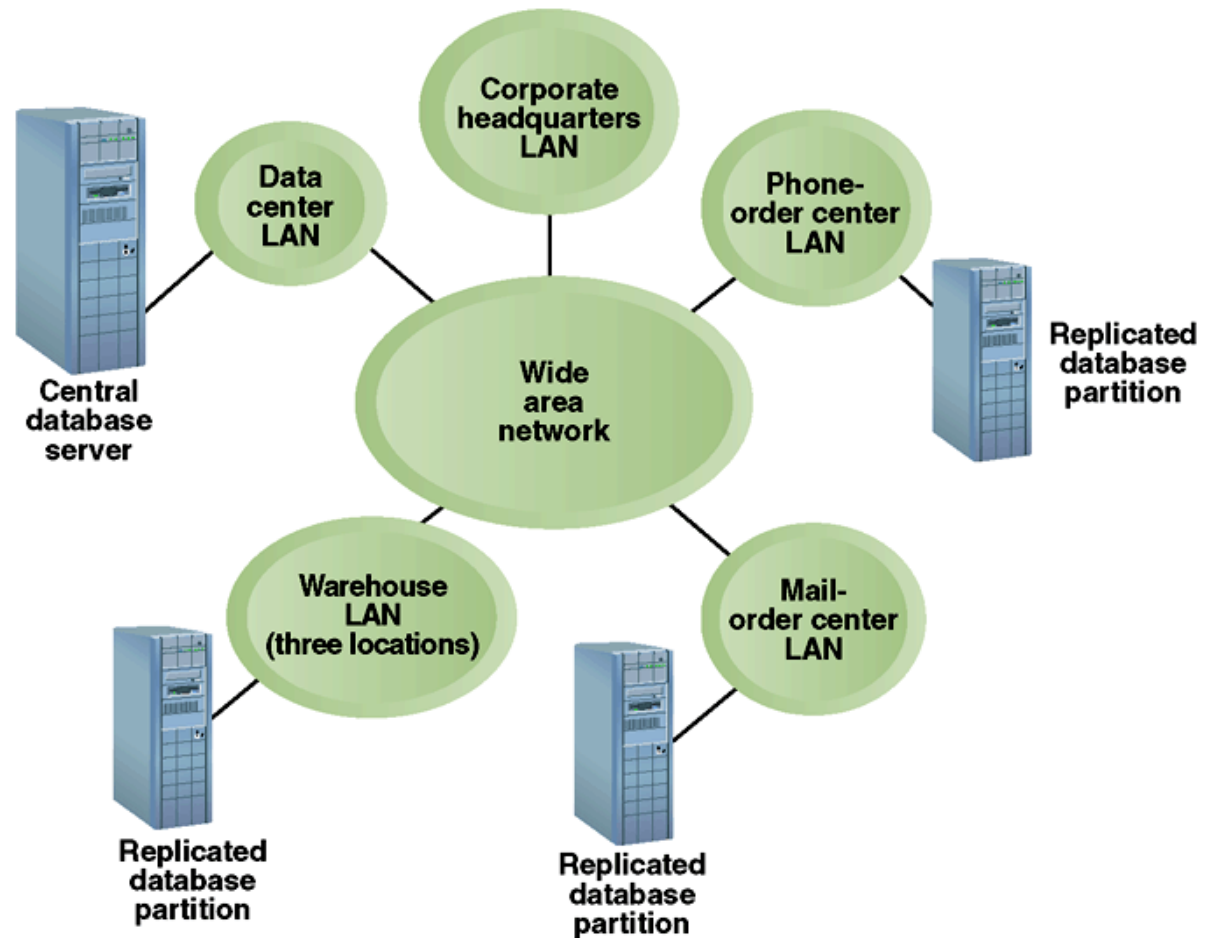 Corporate
headquarters
LAN
Data
center
LAN
Phone-
order center
LAN
Replicated
database
partition
Central
database
server
Wide
area
network
Warehouse
LAN
(three locations)
Mail-
order center
LAN
Replicated
database
partition
Replicated
database
partition